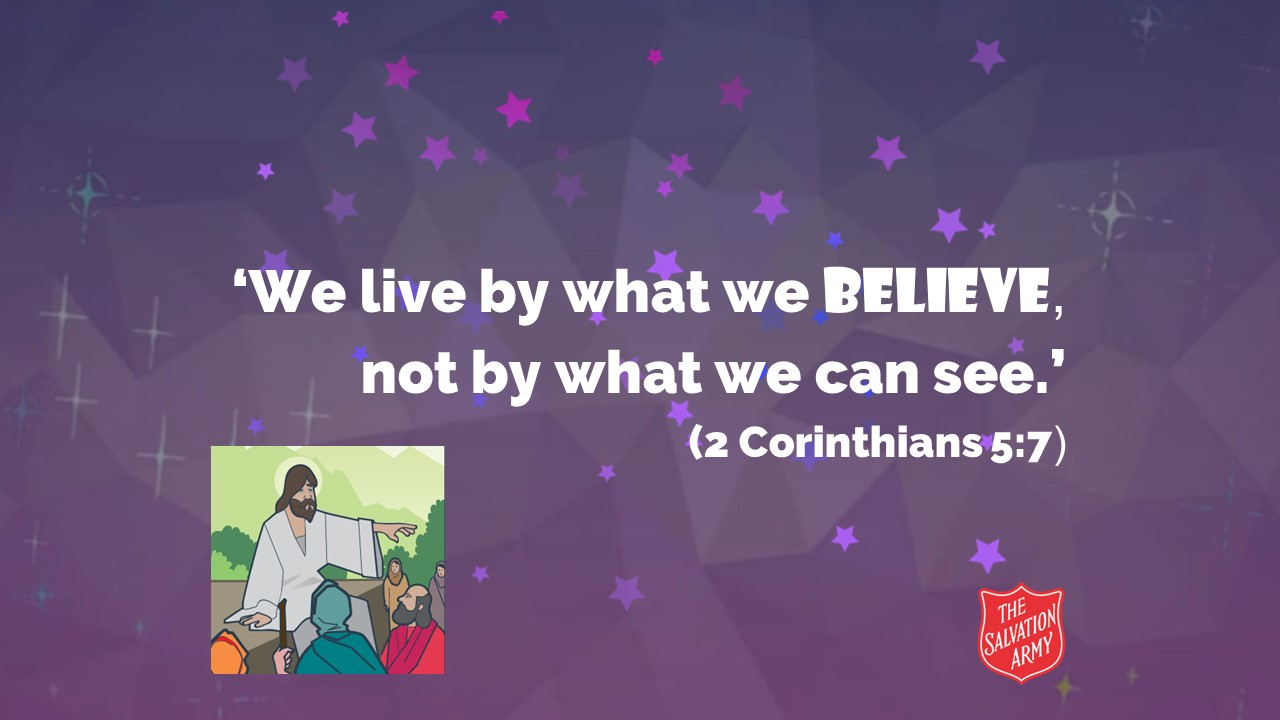 ‘We live by what we BELIEVE,
not by what we can see.’
(2 Corinthians 5:7)
THE
SALVATION
ARMY